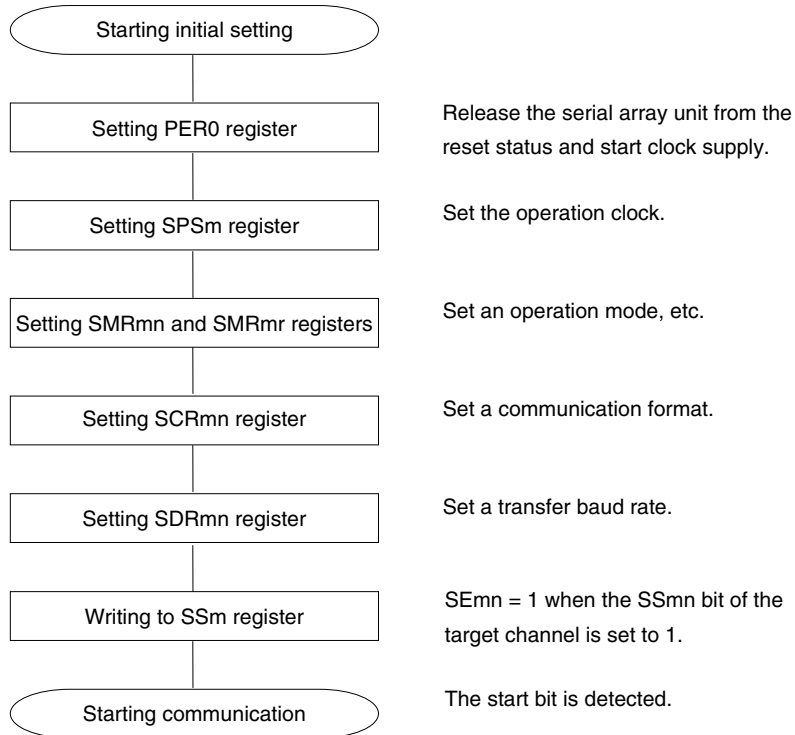 Starting initial setting
Setting PER0 register
Release the serial array unit from the
reset status and start clock supply.
Setting SPSm register
Set the operation clock.
Setting SMRmn and SMRmr registers
Set an operation mode, etc.
Setting SCRmn register
Set a communication format.
Setting SDRmn register
Set a transfer baud rate.
Writing to SSm register
SEmn = 1 when the SSmn bit of the
target channel is set to 1.
Starting communication
The start bit is detected.